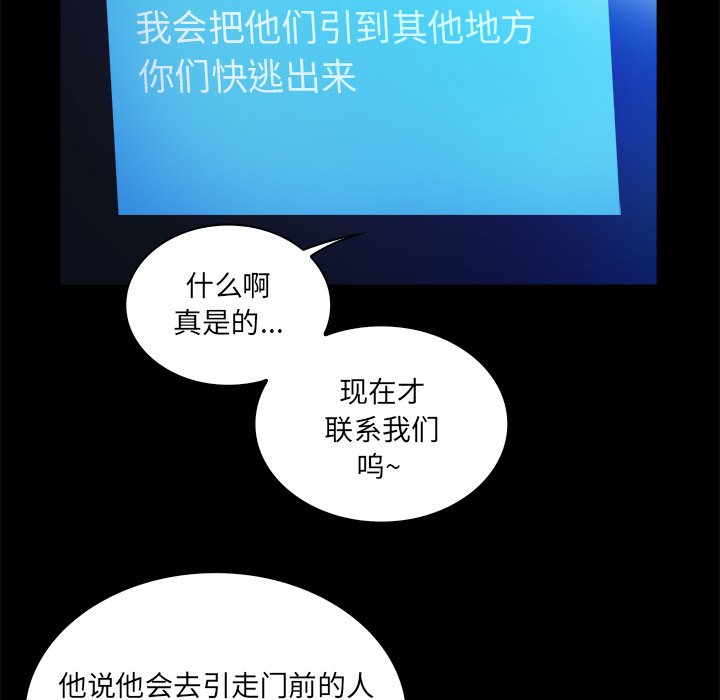 我会把他们引到其他地方
你们快逃出来
什么啊
真是的...
现在才
联系我们
呜~
他说他会去引走门前的人